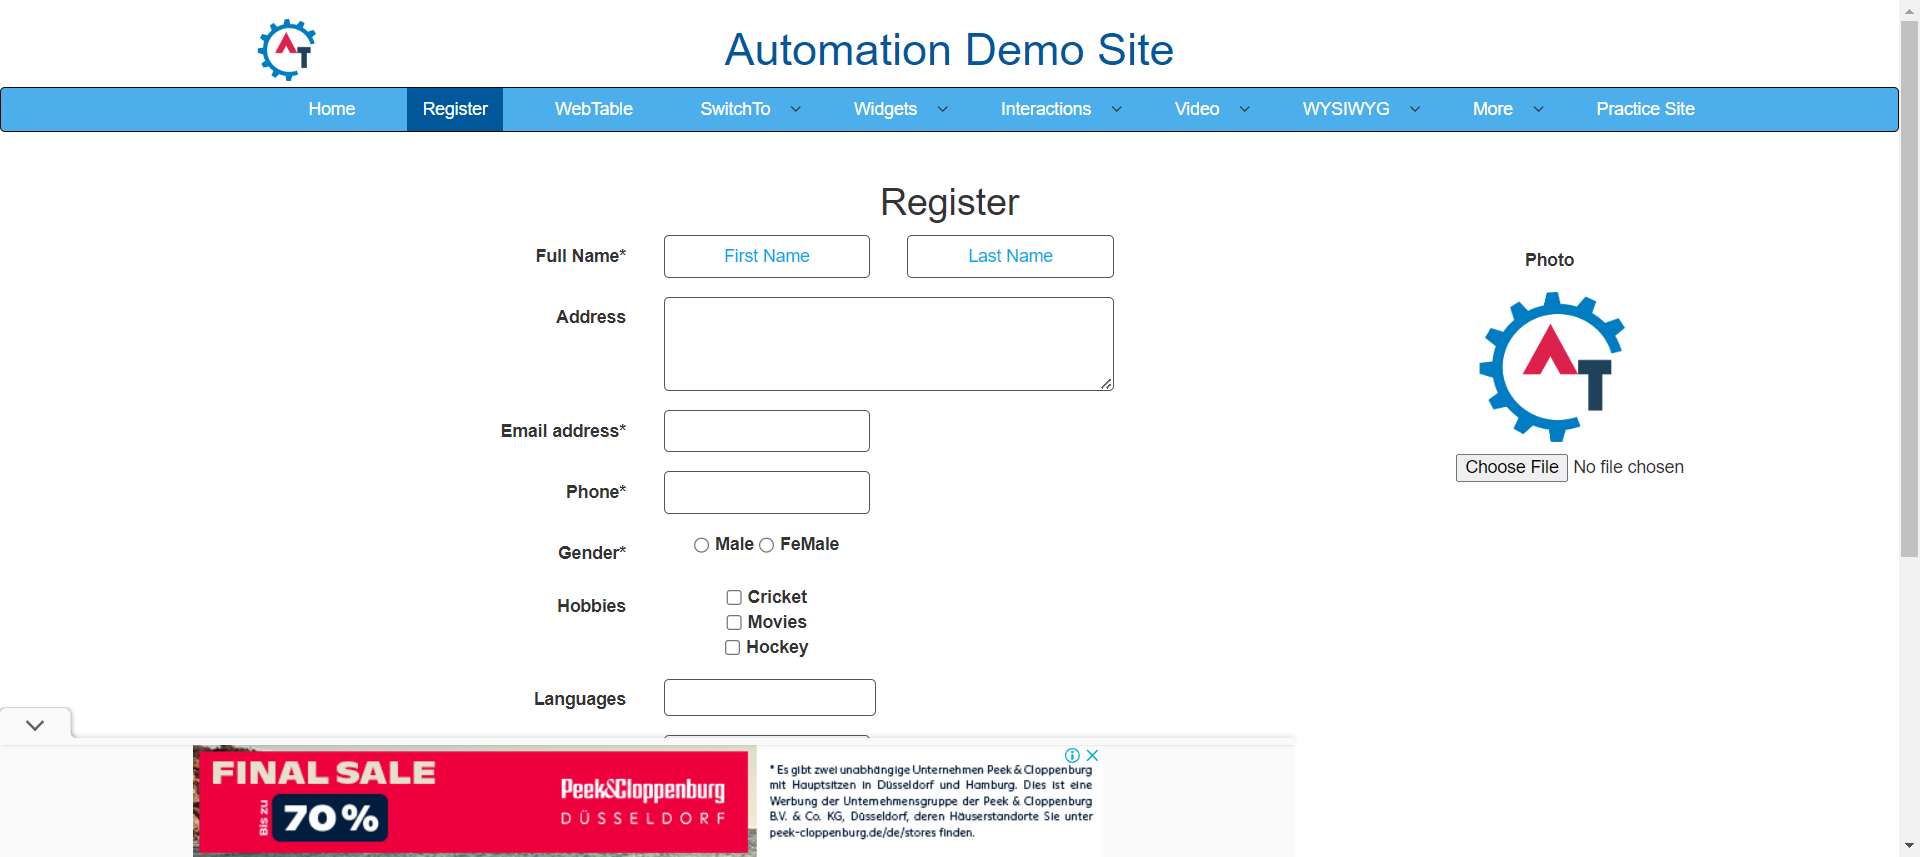 AT
Automation Demo Site
Home Register WebTable SwitchTo Widgets Interactions Video WYSIWYG More Practice Site
Register
Full Name* First Name Last Name
Photo
Address
AT
Email address*
Choose File No file chosen
Phone*
Gender* Male FeMale
Hobbies
Cricket
Movies
Hockey
Languages
FINAL SALE
Bis zu 70%
Peek&Cloppenburg
DÜSSELDORF
* Es gibt zwei unabhängige Unternehmen Peek & Cloppenburg
mit Hauptsitzen in Düsseldorf und Hamburg. Dies ist eine
Werbung der Unternehmensgruppe der Peek & Cloppenburg
B.V. & Co. KG, Düsseldorf, deren Häuserstandorte Sie unter
peek-cloppenburg.de/de/stores finden.